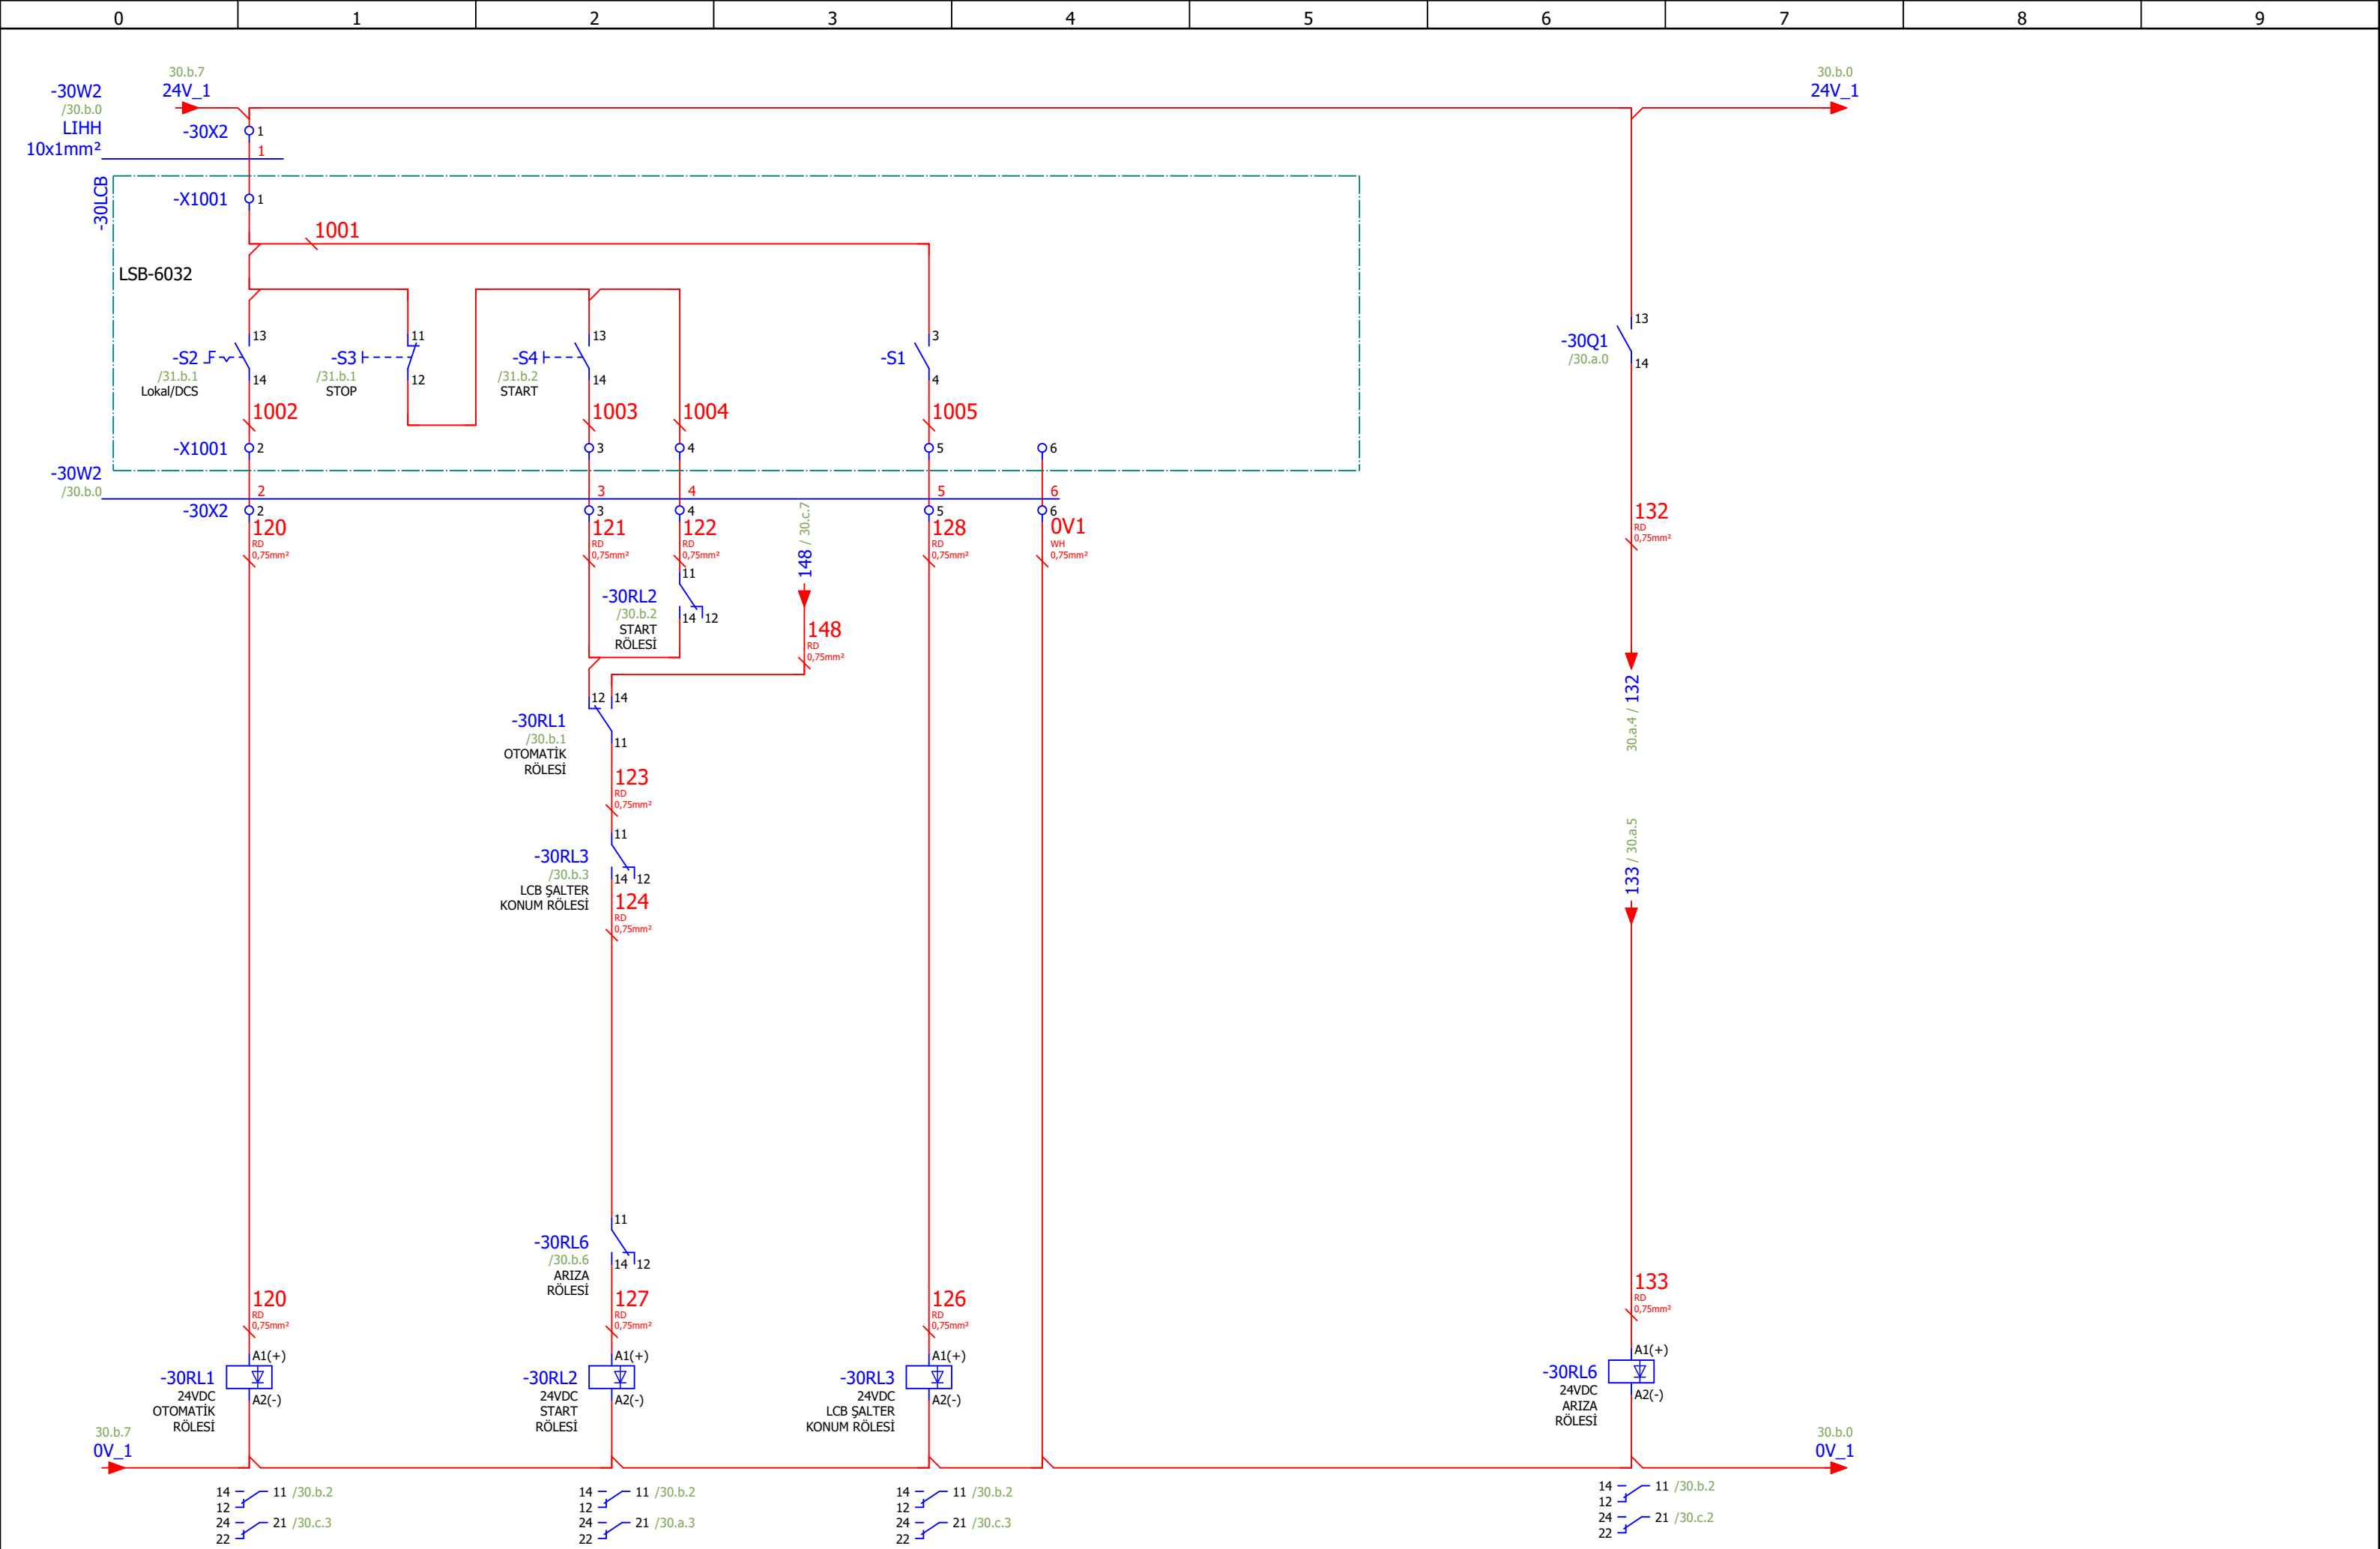 0 1 2 3 4 5 6 7 8 9
30.b.7
24V_1
30.b.0
24V_1
-30W2
/30.b.0
LIHH
10x1mm²
-30X2 1
1
-30LCB
-X1001 1
1001
LSB-6032
13
-S2
/31.b.1
Lokal/DCS
14
11
-S3
/31.b.1
STOP
12
13
-S4
/31.b.2
START
14
3
-S1
4
13
-30Q1
/30.a.0
14
1002
1003
1004
1005
-X1001 2 3 4 5 6
-30W2
/30.b.0
2 3 4 5 6
-30X2 2 3 4 5 6
120
RD
0,75mm²
121
RD
0,75mm²
122
RD
0,75mm²
148 / 30.c.7
128
RD
0,75mm²
0V1
WH
0,75mm²
132
RD
0,75mm²
11
-30RL2
/30.b.2
START
RÖLESİ
14 12
148
RD
0,75mm²
30.a.4 / 132
12 14
-30RL1
/30.b.1
OTOMATİK
RÖLESİ
11
123
RD
0,75mm²
11
-30RL3
/30.b.3
LCB ŞALTER
KONUM RÖLESİ
14 12
124
RD
0,75mm²
133 / 30.a.5
11
-30RL6
/30.b.6
ARIZA
RÖLESİ
14 12
120
RD
0,75mm²
127
RD
0,75mm²
126
RD
0,75mm²
133
RD
0,75mm²
A1(+)
-30RL1
24VDC
OTOMATİK
RÖLESİ
A2(-)
A1(+)
-30RL2
24VDC
START
RÖLESİ
A2(-)
A1(+)
-30RL3
24VDC
LCB ŞALTER
KONUM RÖLESİ
A2(-)
A1(+)
-30RL6
24VDC
ARIZA
RÖLESİ
A2(-)
30.b.7
0V_1
30.b.0
0V_1
14 11 /30.b.2
12
24 21 /30.c.3
22
14 11 /30.b.2
12
24 21 /30.a.3
22
14 11 /30.b.2
12
24 21 /30.c.3
22
14 11 /30.b.2
12
24 21 /30.c.2
22